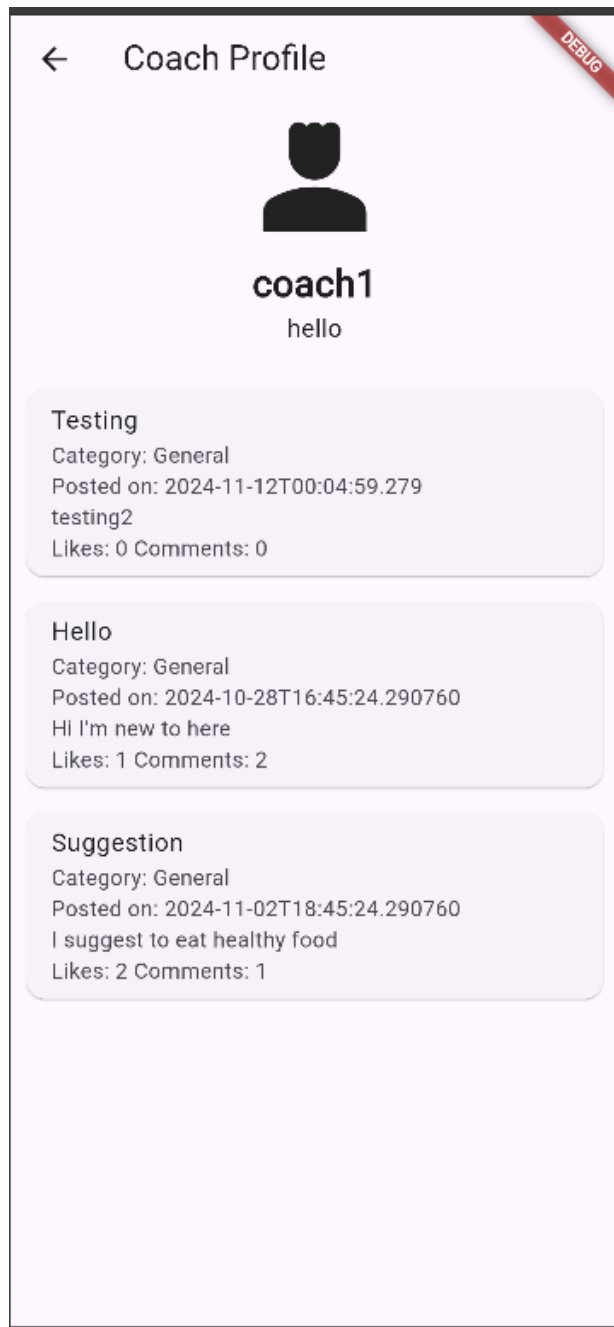 Coach Profile
DEBUG
coach1
hello
Testing
Category: General
Posted on: 2024-11-12T00:04:59.279
testing2
Likes: 0 Comments: 0
Hello
Category: General
Posted on: 2024-10-28T16:45:24.290760
Hi I'm new to here
Likes: 1 Comments: 2
Suggestion
Category: General
Posted on: 2024-11-02T18:45:24.290760
I suggest to eat healthy food
Likes: 2 Comments: 1